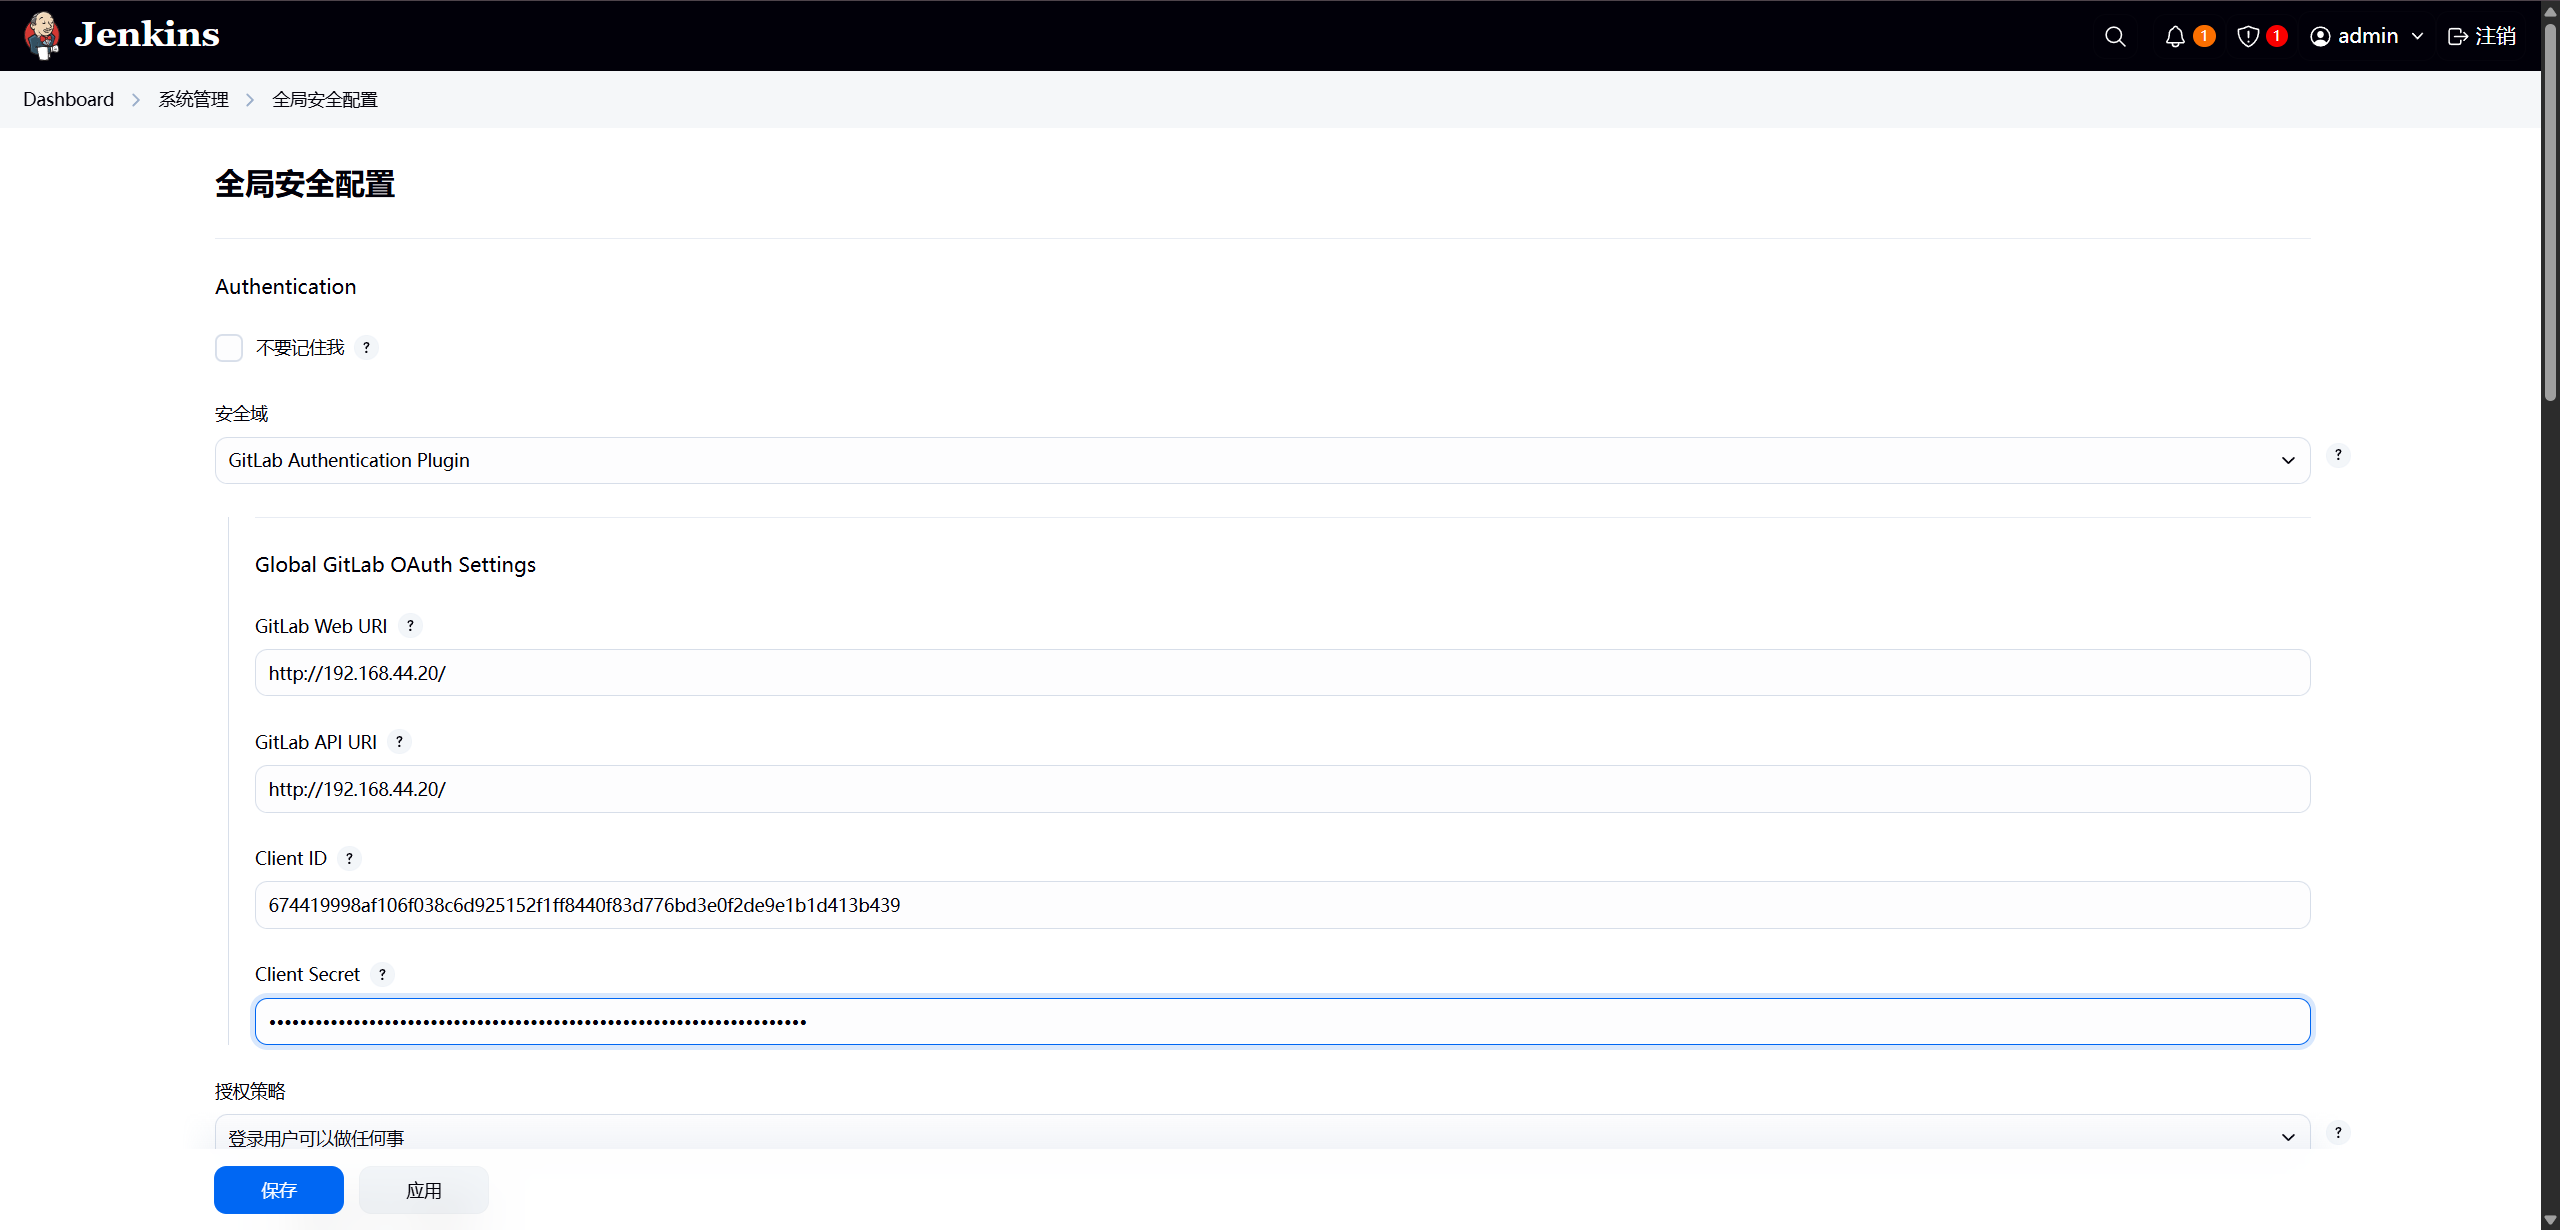 Jenkins
1
1
admin
注销
Dashboard
系统管理
全局安全配置
全局安全配置
Authentication
不要记住我 ?
安全域
GitLab Authentication Plugin
?
Global GitLab OAuth Settings
GitLab Web URI ?
http://192.168.44.20/
GitLab API URI ?
http://192.168.44.20/
Client ID ?
674419998af106f038c6d925152f1ff8440f83d776bd3e0f2de9e1b1d413b439
Client Secret ?
授权策略
登录用户可以做任何事
?
保存
应用